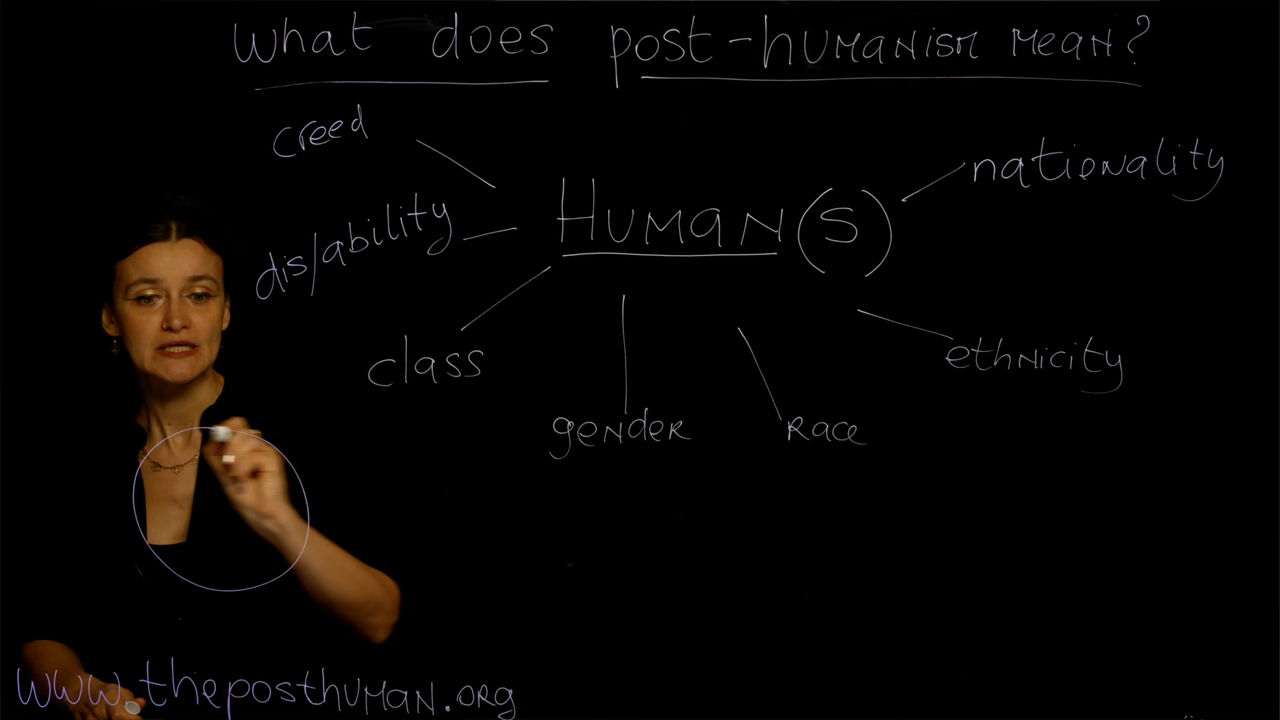 What does post-humanism mean?
creed
nationality
Human(s)
dis/ability
class
ethnicity
gender
race
www.theposthuman.org